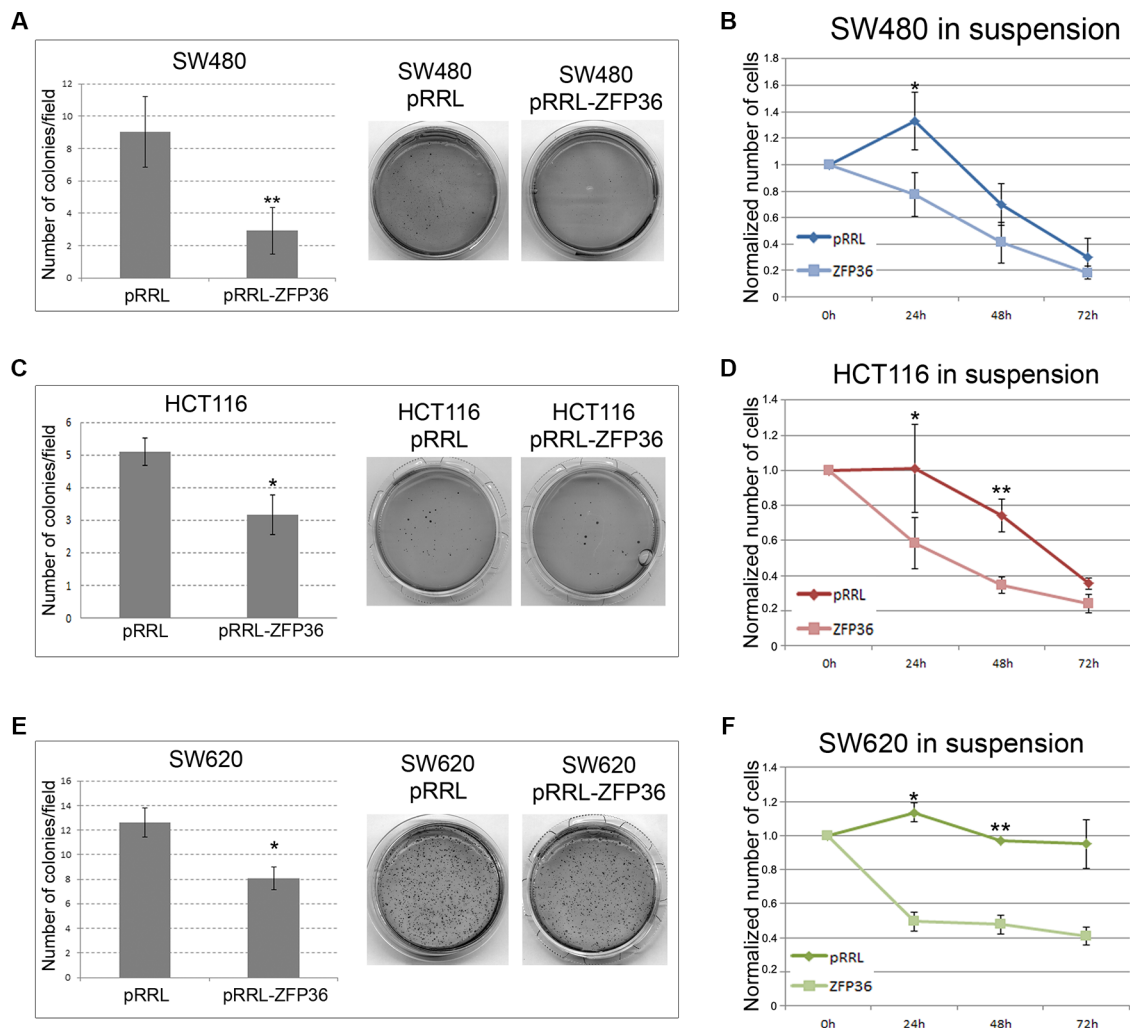 A
SW480
Number of colonies/field
12
10
8
6
4
2
0
**
pRRL
pRRL-ZFP36
SW480
pRRL
SW480
pRRL-ZFP36
B
SW480 in suspension
Normalized number of cells
1.8
1.6
1.4
1.2
1
0.8
0.6
0.4
0.2
0
*
pRRL
ZFP36
0h
24h
48h
72h
C
HCT116
Number of colonies/field
6
5
4
3
2
1
0
*
pRRL
pRRL-ZFP36
HCT116
pRRL
HCT116
pRRL-ZFP36
D
HCT116 in suspension
Normalized number of cells
1.4
1.2
1.0
0.8
0.6
0.4
0.2
0
*
**
pRRL
ZFP36
0h
24h
48h
72h
E
SW620
Number of colonies/field
16
14
12
10
8
6
4
2
0
*
pRRL
pRRL-ZFP36
SW620
pRRL
SW620
pRRL-ZFP36
F
SW620 in suspension
Normalized number of cells
1.4
1.2
1.0
0.8
0.6
0.4
0.2
0
*
**
pRRL
ZFP36
0h
24h
48h
72h